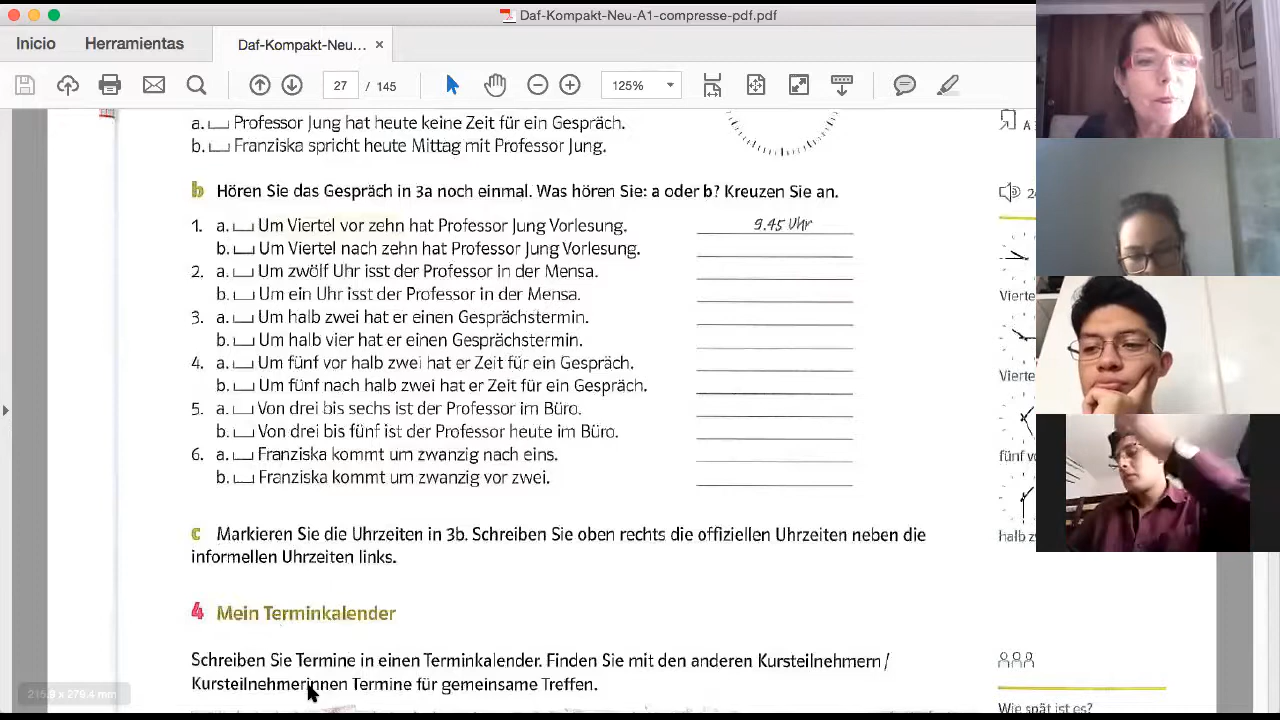 Daf-Kompakt-Neu-A1-compresse-pdf.pdf
Inicio
Herramientas
Daf-Kompakt-Neu... ×
27 / 145
125%
a. Professor Jung hat heute keine Zeit für ein Gespräch.
b. Franziska spricht heute Mittag mit Professor Jung.
b Hören Sie das Gespräch in 3a noch einmal. Was hören Sie: a oder b? Kreuzen Sie an.
1. a. Um Viertel vor zehn hat Professor Jung Vorlesung. 9.45 Uhr
b. Um Viertel nach zehn hat Professor Jung Vorlesung.
2. a. Um zwölf Uhr isst der Professor in der Mensa.
b. Um ein Uhr isst der Professor in der Mensa.
3. a. Um halb zwei hat er einen Gesprächstermin.
b. Um halb vier hat er einen Gesprächstermin.
4. a. Um fünf vor halb zwei hat er Zeit für ein Gespräch.
b. Um fünf nach halb zwei hat er Zeit für ein Gespräch.
5. a. Von drei bis sechs ist der Professor im Büro.
b. Von drei bis fünf ist der Professor heute im Büro.
6. a. Franziska kommt um zwanzig nach eins.
b. Franziska kommt um zwanzig vor zwei.
c Markieren Sie die Uhrzeiten in 3b. Schreiben Sie oben rechts die offiziellen Uhrzeiten neben die
informellen Uhrzeiten links.
4 Mein Terminkalender
Schreiben Sie Termine in einen Terminkalender. Finden Sie mit den anderen Kursteilnehmern /
Kursteilnehmerinnen Termine für gemeinsame Treffen.
215.9 x 279.4 mm
A
Vierte
Vierte
fünf vo
halb z
Wie spät ist es?